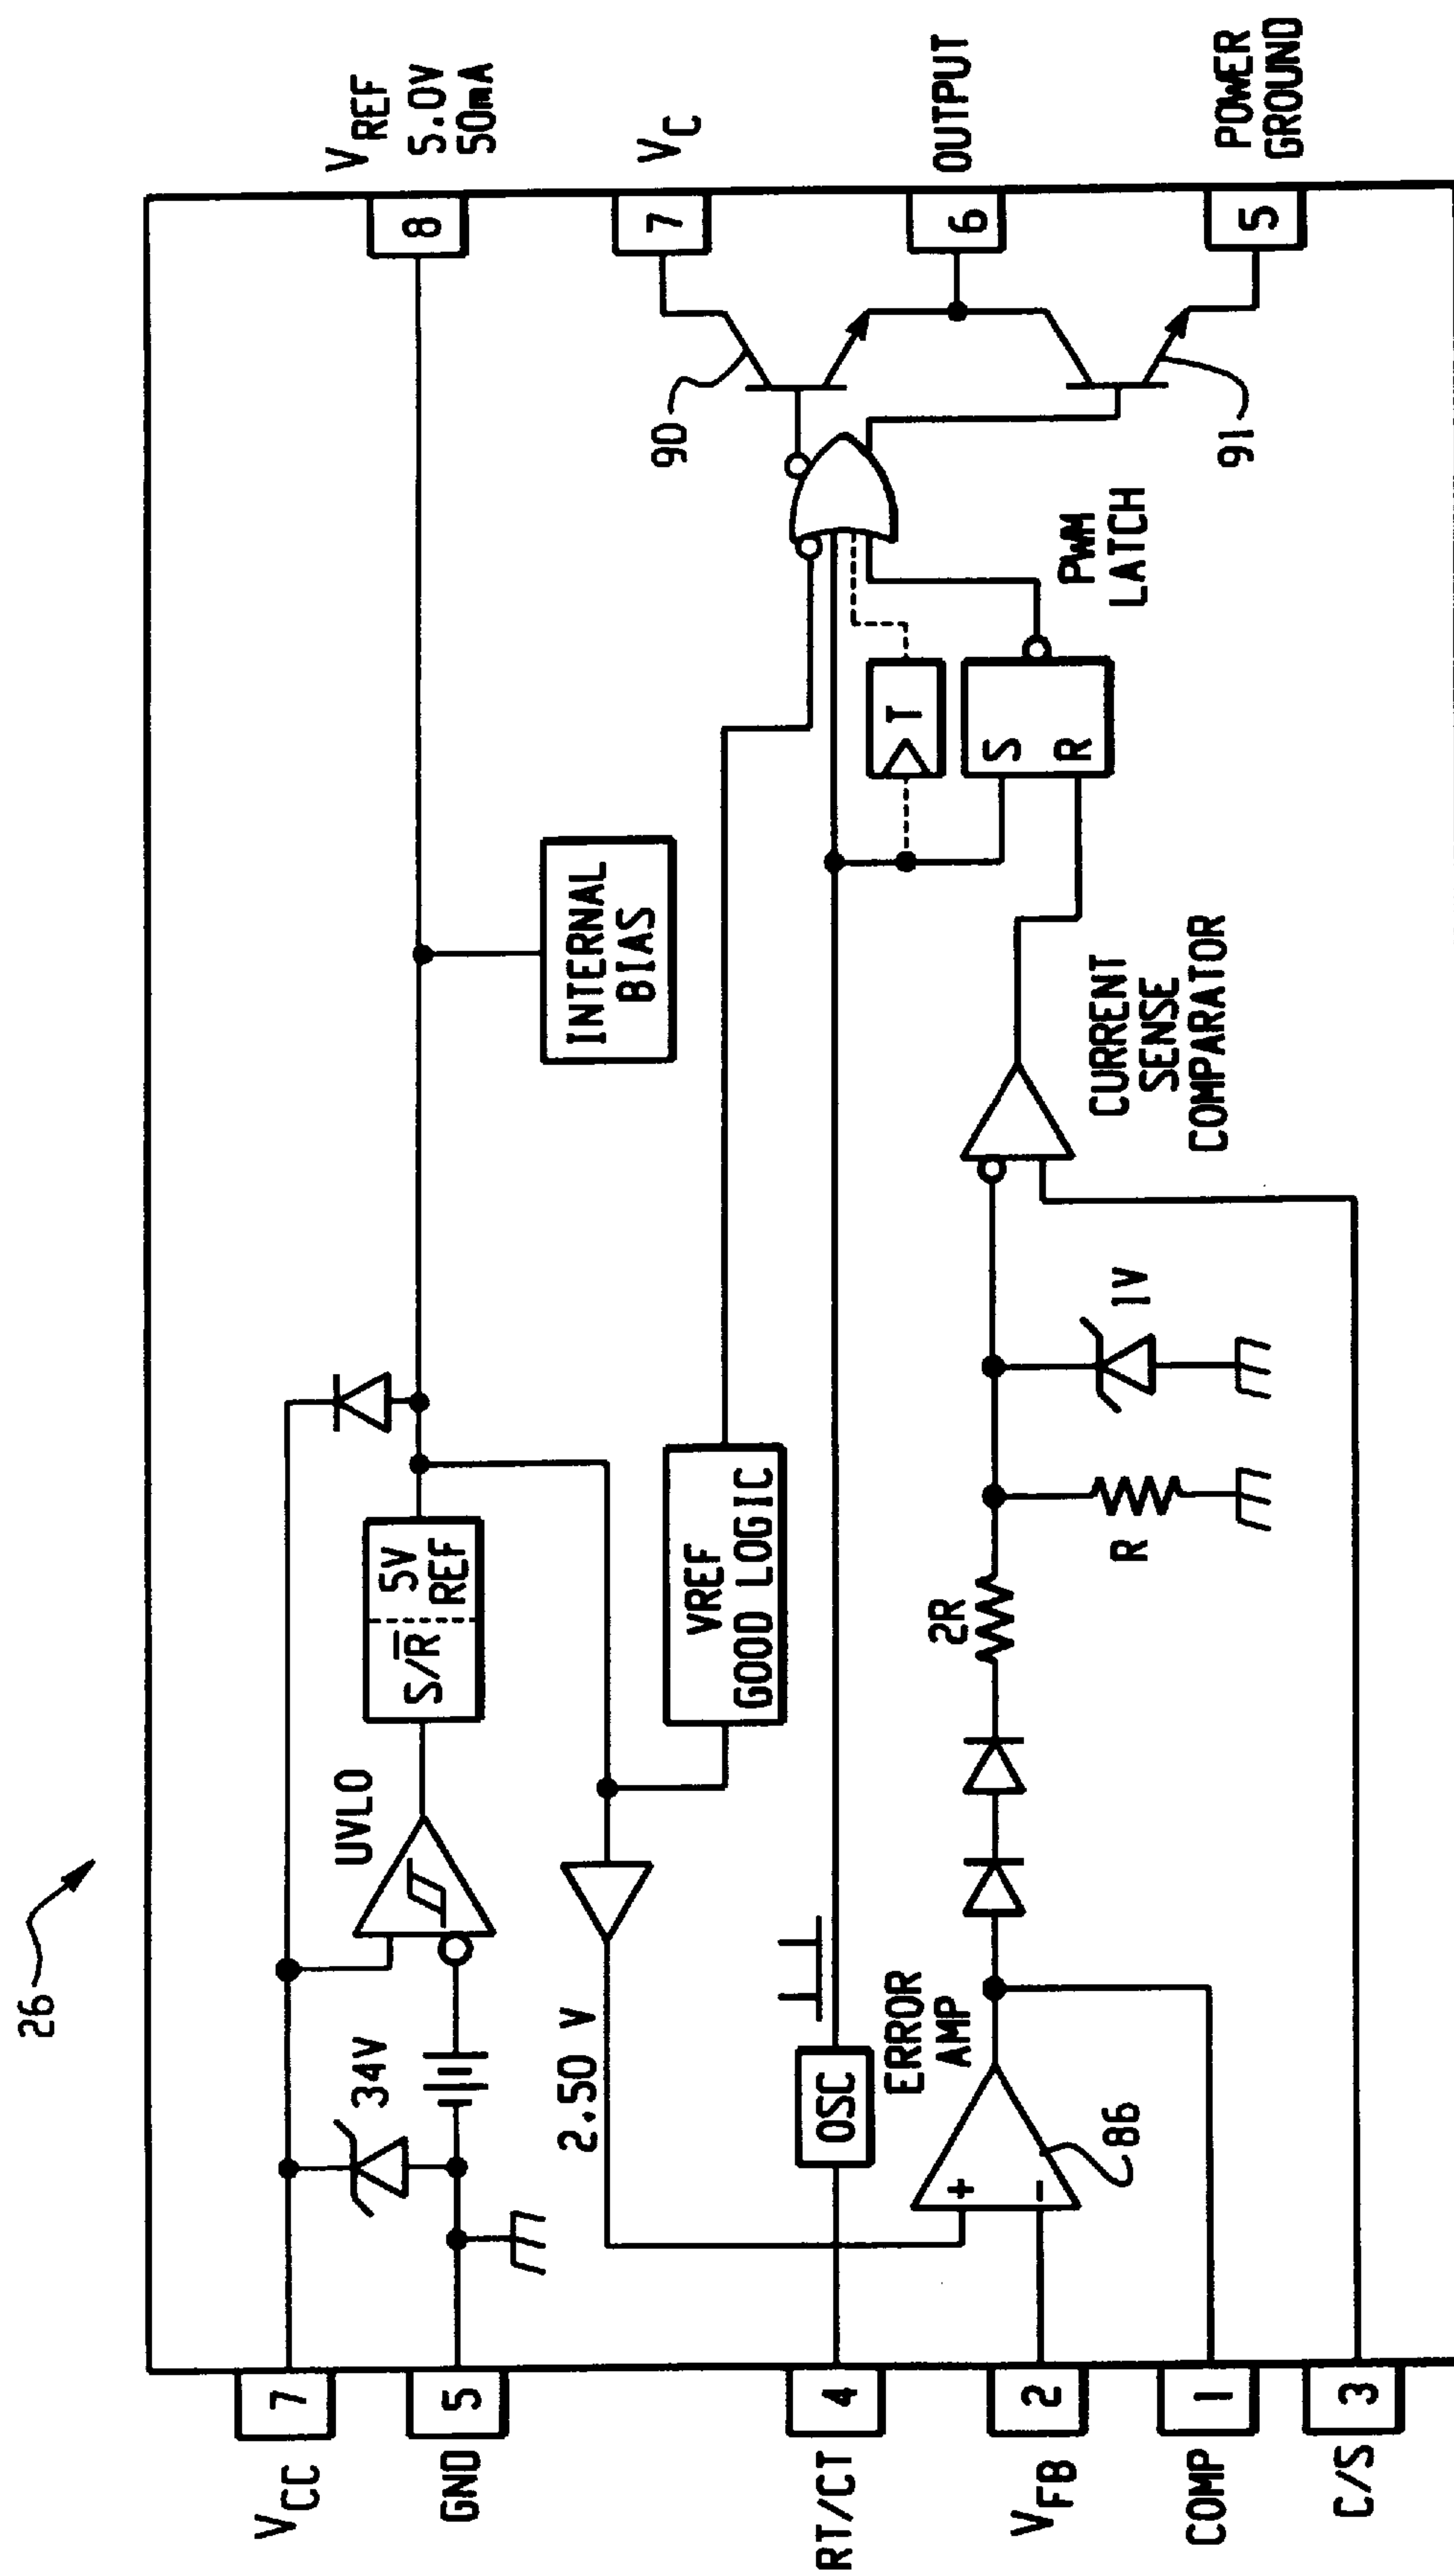 26
VCC
7
GND
5
RT/CT
4
VFB
2
COMP
1
C/S
3
34V
UVLO
S/R̅
5V
REF
2.50 V
VREF
GOOD LOGIC
INTERNAL
BIAS
OSC
ERROR
AMP
+
-
86
2R
R
1V
CURRENT
SENSE
COMPARATOR
T
S
R
PWM
LATCH
90
91
8
VREF
5.0V
50mA
7
VC
6
OUTPUT
5
POWER
GROUND